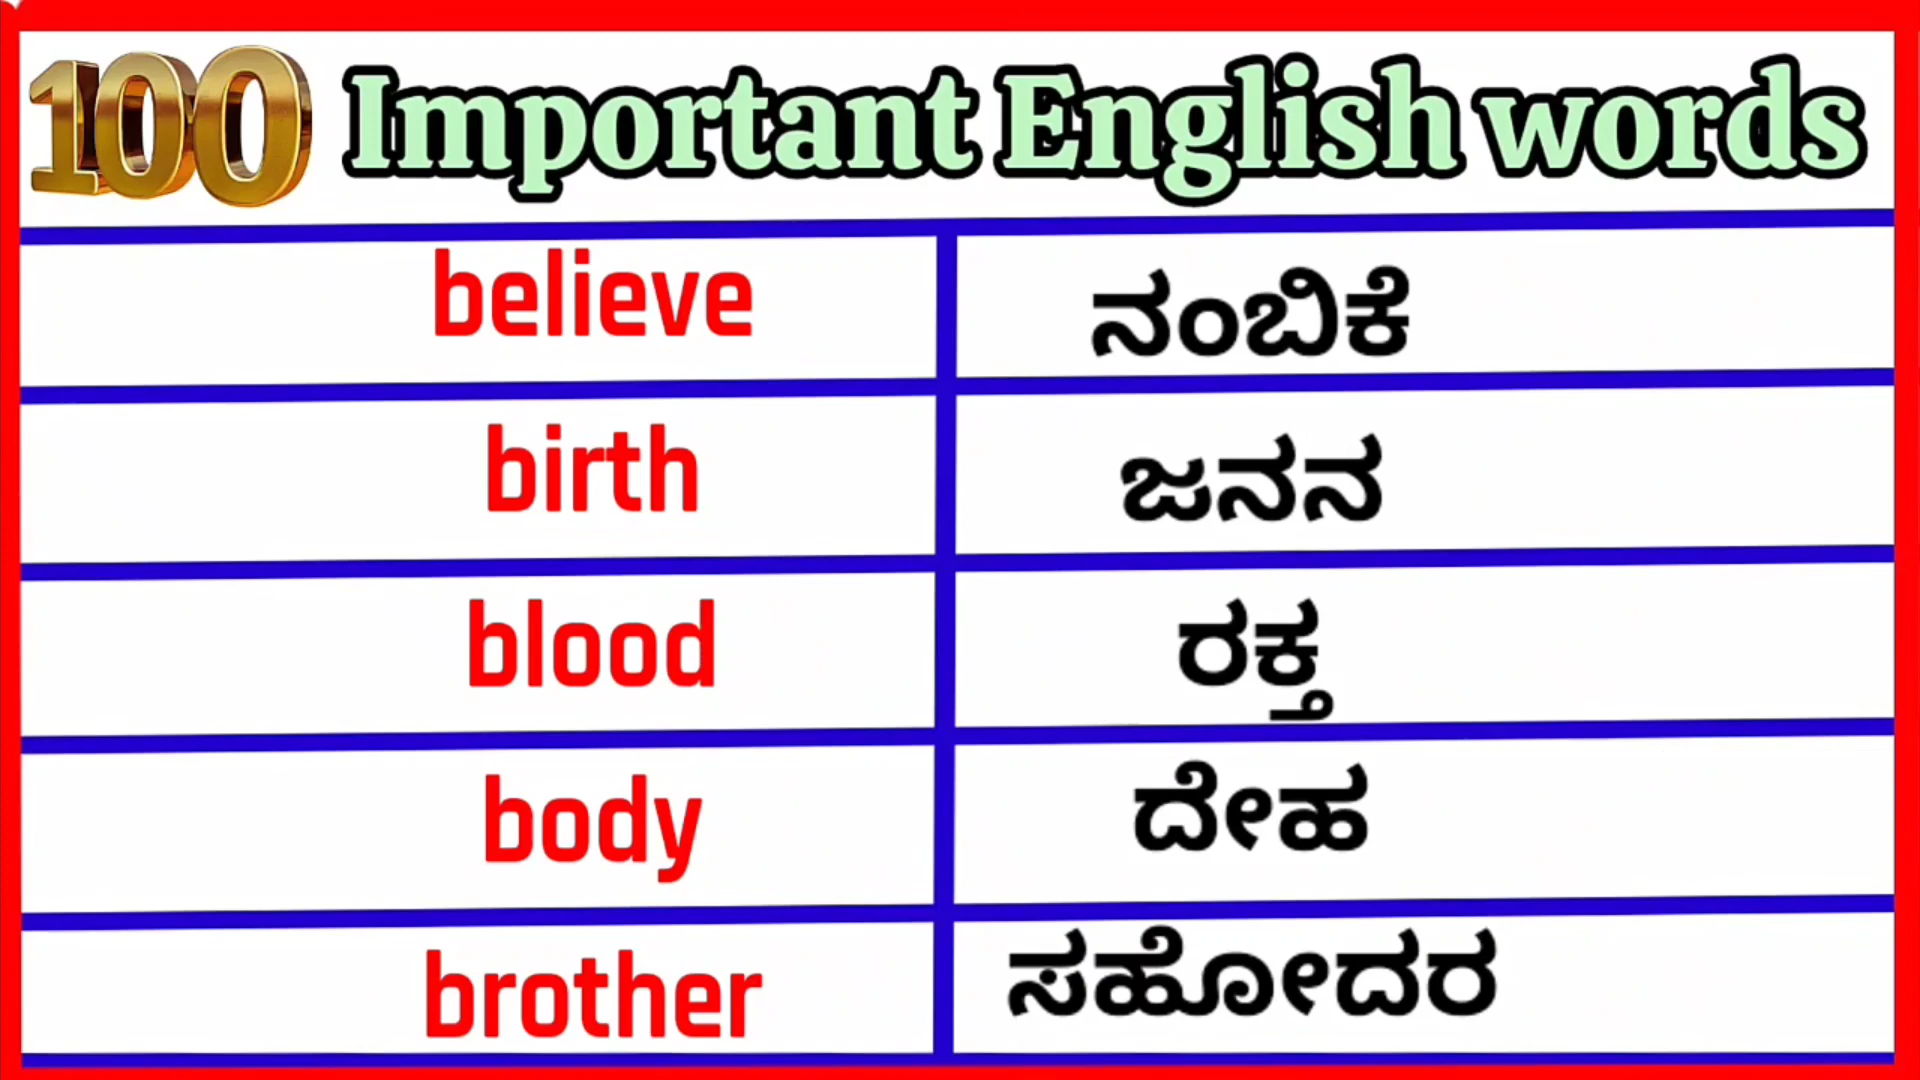 100 Important English words
believe ನಂಬಿಕೆ
birth ಜನನ
blood ರಕ್ತ
body ದೇಹ
brother ಸಹೋದರ